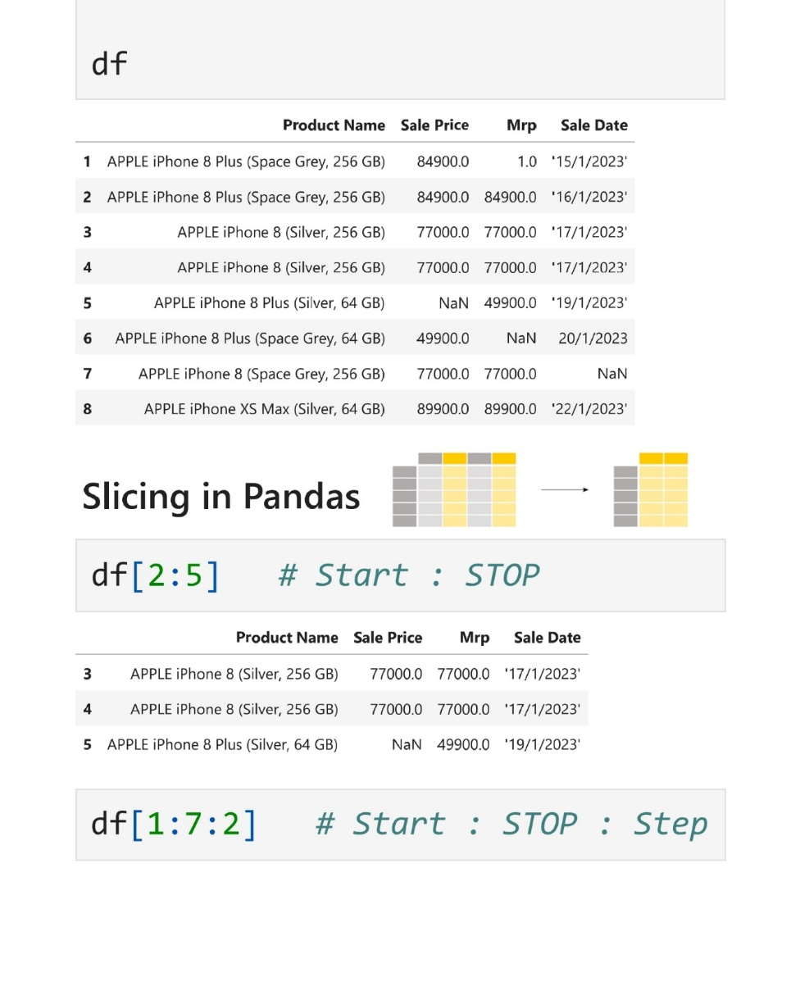 df
Product Name Sale Price Mrp Sale Date
1 APPLE iPhone 8 Plus (Space Grey, 256 GB) 84900.0 1.0 '15/1/2023'
2 APPLE iPhone 8 Plus (Space Grey, 256 GB) 84900.0 84900.0 '16/1/2023'
3 APPLE iPhone 8 (Silver, 256 GB) 77000.0 77000.0 '17/1/2023'
4 APPLE iPhone 8 (Silver, 256 GB) 77000.0 77000.0 '17/1/2023'
5 APPLE iPhone 8 Plus (Silver, 64 GB) NaN 49900.0 '19/1/2023'
6 APPLE iPhone 8 Plus (Space Grey, 64 GB) 49900.0 NaN 20/1/2023
7 APPLE iPhone 8 (Space Grey, 256 GB) 77000.0 77000.0 NaN
8 APPLE iPhone XS Max (Silver, 64 GB) 89900.0 89900.0 '22/1/2023'
Slicing in Pandas
df[2:5] # Start : STOP
Product Name Sale Price Mrp Sale Date
3 APPLE iPhone 8 (Silver, 256 GB) 77000.0 77000.0 '17/1/2023'
4 APPLE iPhone 8 (Silver, 256 GB) 77000.0 77000.0 '17/1/2023'
5 APPLE iPhone 8 Plus (Silver, 64 GB) NaN 49900.0 '19/1/2023'
df[1:7:2] # Start : STOP : Step